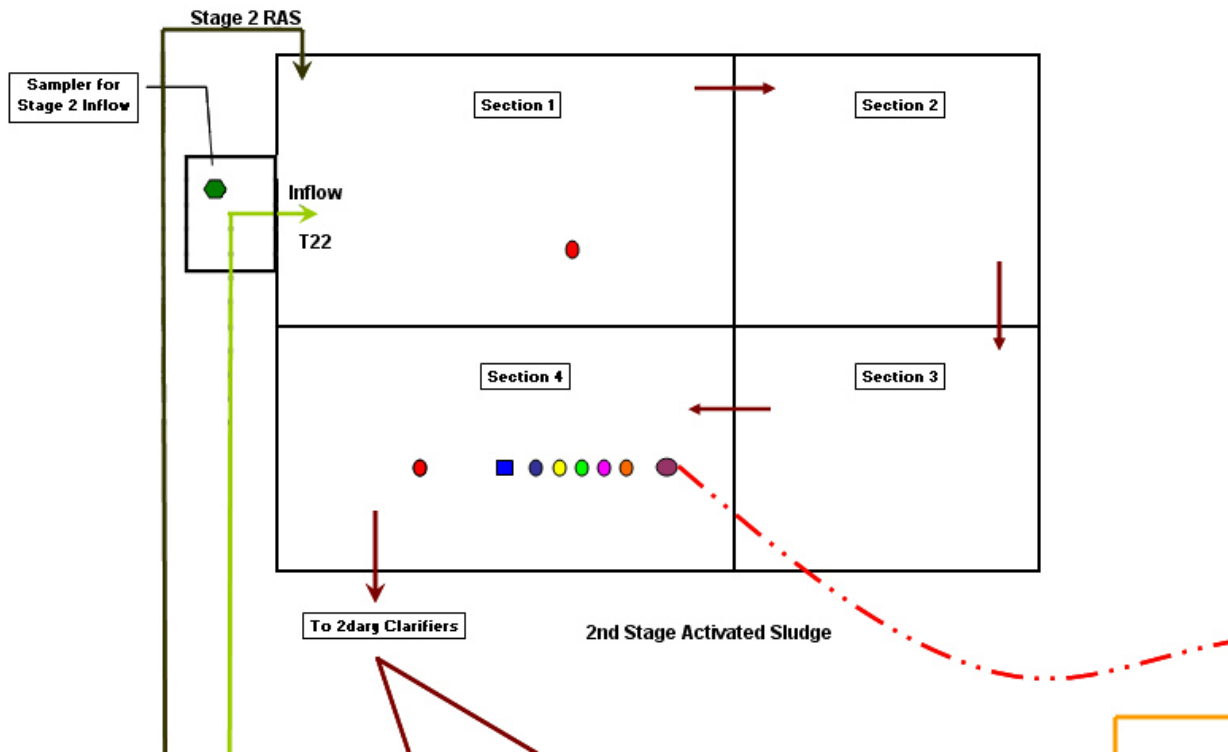 Stage 2 RAS
Sampler for
Stage 2 Inflow
Section 1
Section 2
Inflow
T22
Section 4
Section 3
To 2dary Clarifiers
2nd Stage Activated Sludge